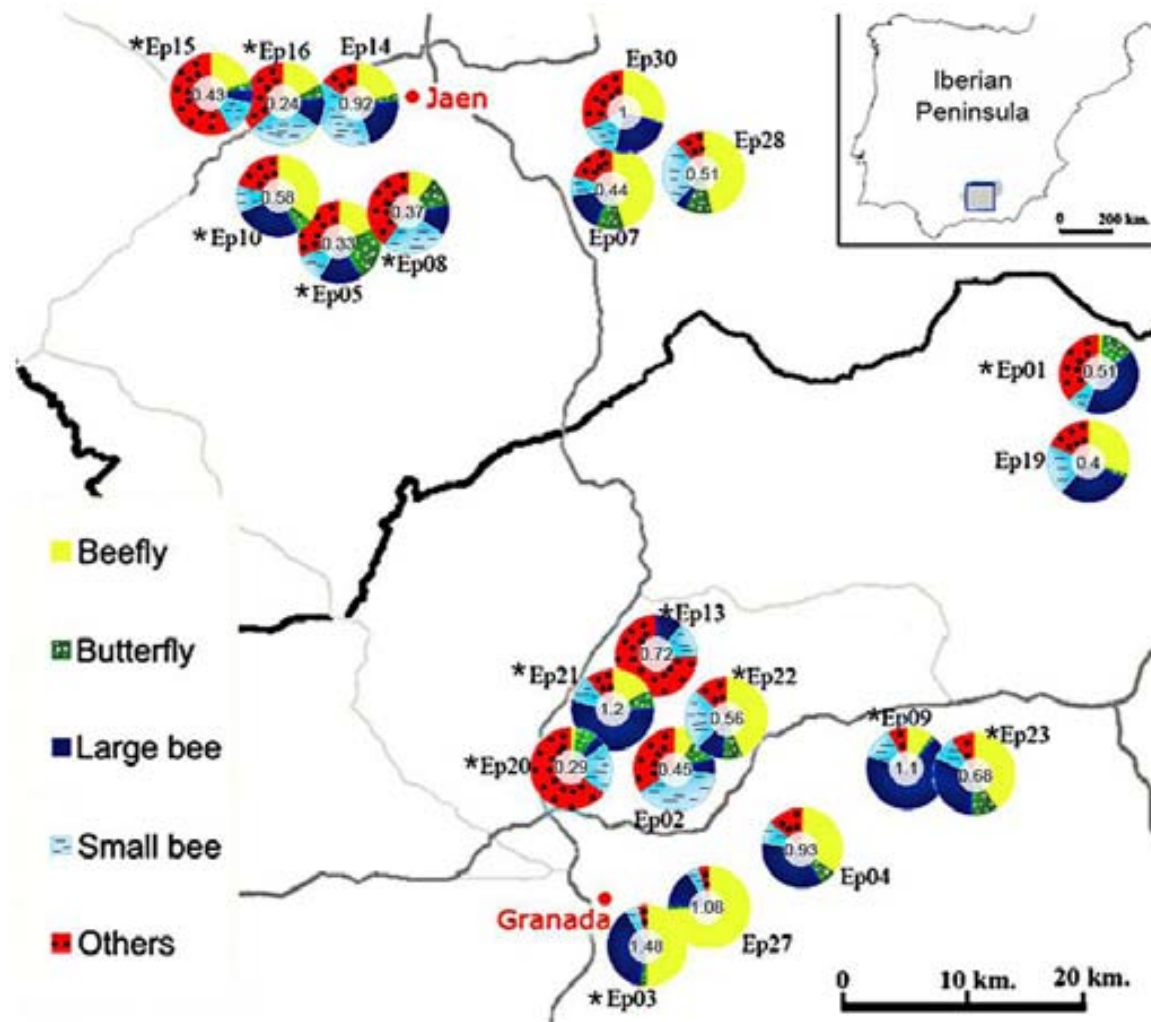 *Ep15
*Ep16
Ep14
0.43
0.24
0.92
Jaen
Ep30
1
Ep28
0.51
0.44
Ep07
0.58
*Ep10
0.33
*Ep05
0.37
*Ep08
Iberian
Peninsula
0 200 km.
*Ep01
0.51
Ep19
0.4
Beefly
Butterfly
Large bee
Small bee
Others
*Ep13
0.72
*Ep21
1.2
*Ep22
0.56
*Ep20
0.29
0.45
Ep02
*Ep09
1.1
*Ep23
0.68
0.93
Ep04
Granada
1.08
Ep27
1.48
*Ep03
0 10 km. 20 km.